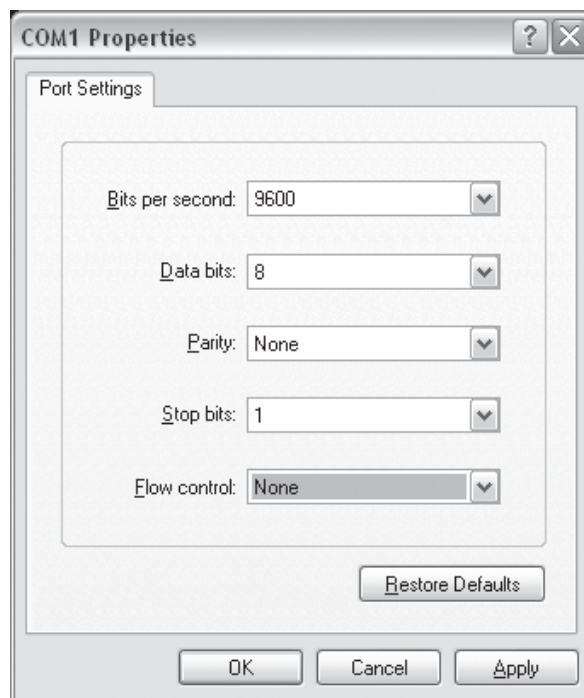 COM1 Properties
Port Settings
Bits per second: 9600
Data bits: 8
Parity: None
Stop bits: 1
Flow control: None
Restore Defaults
OK Cancel Apply